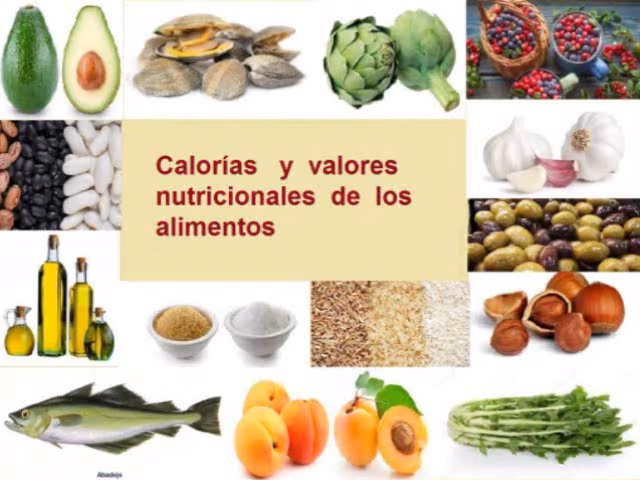 Calorías y valores
nutricionales de los
alimentos
Abadejo